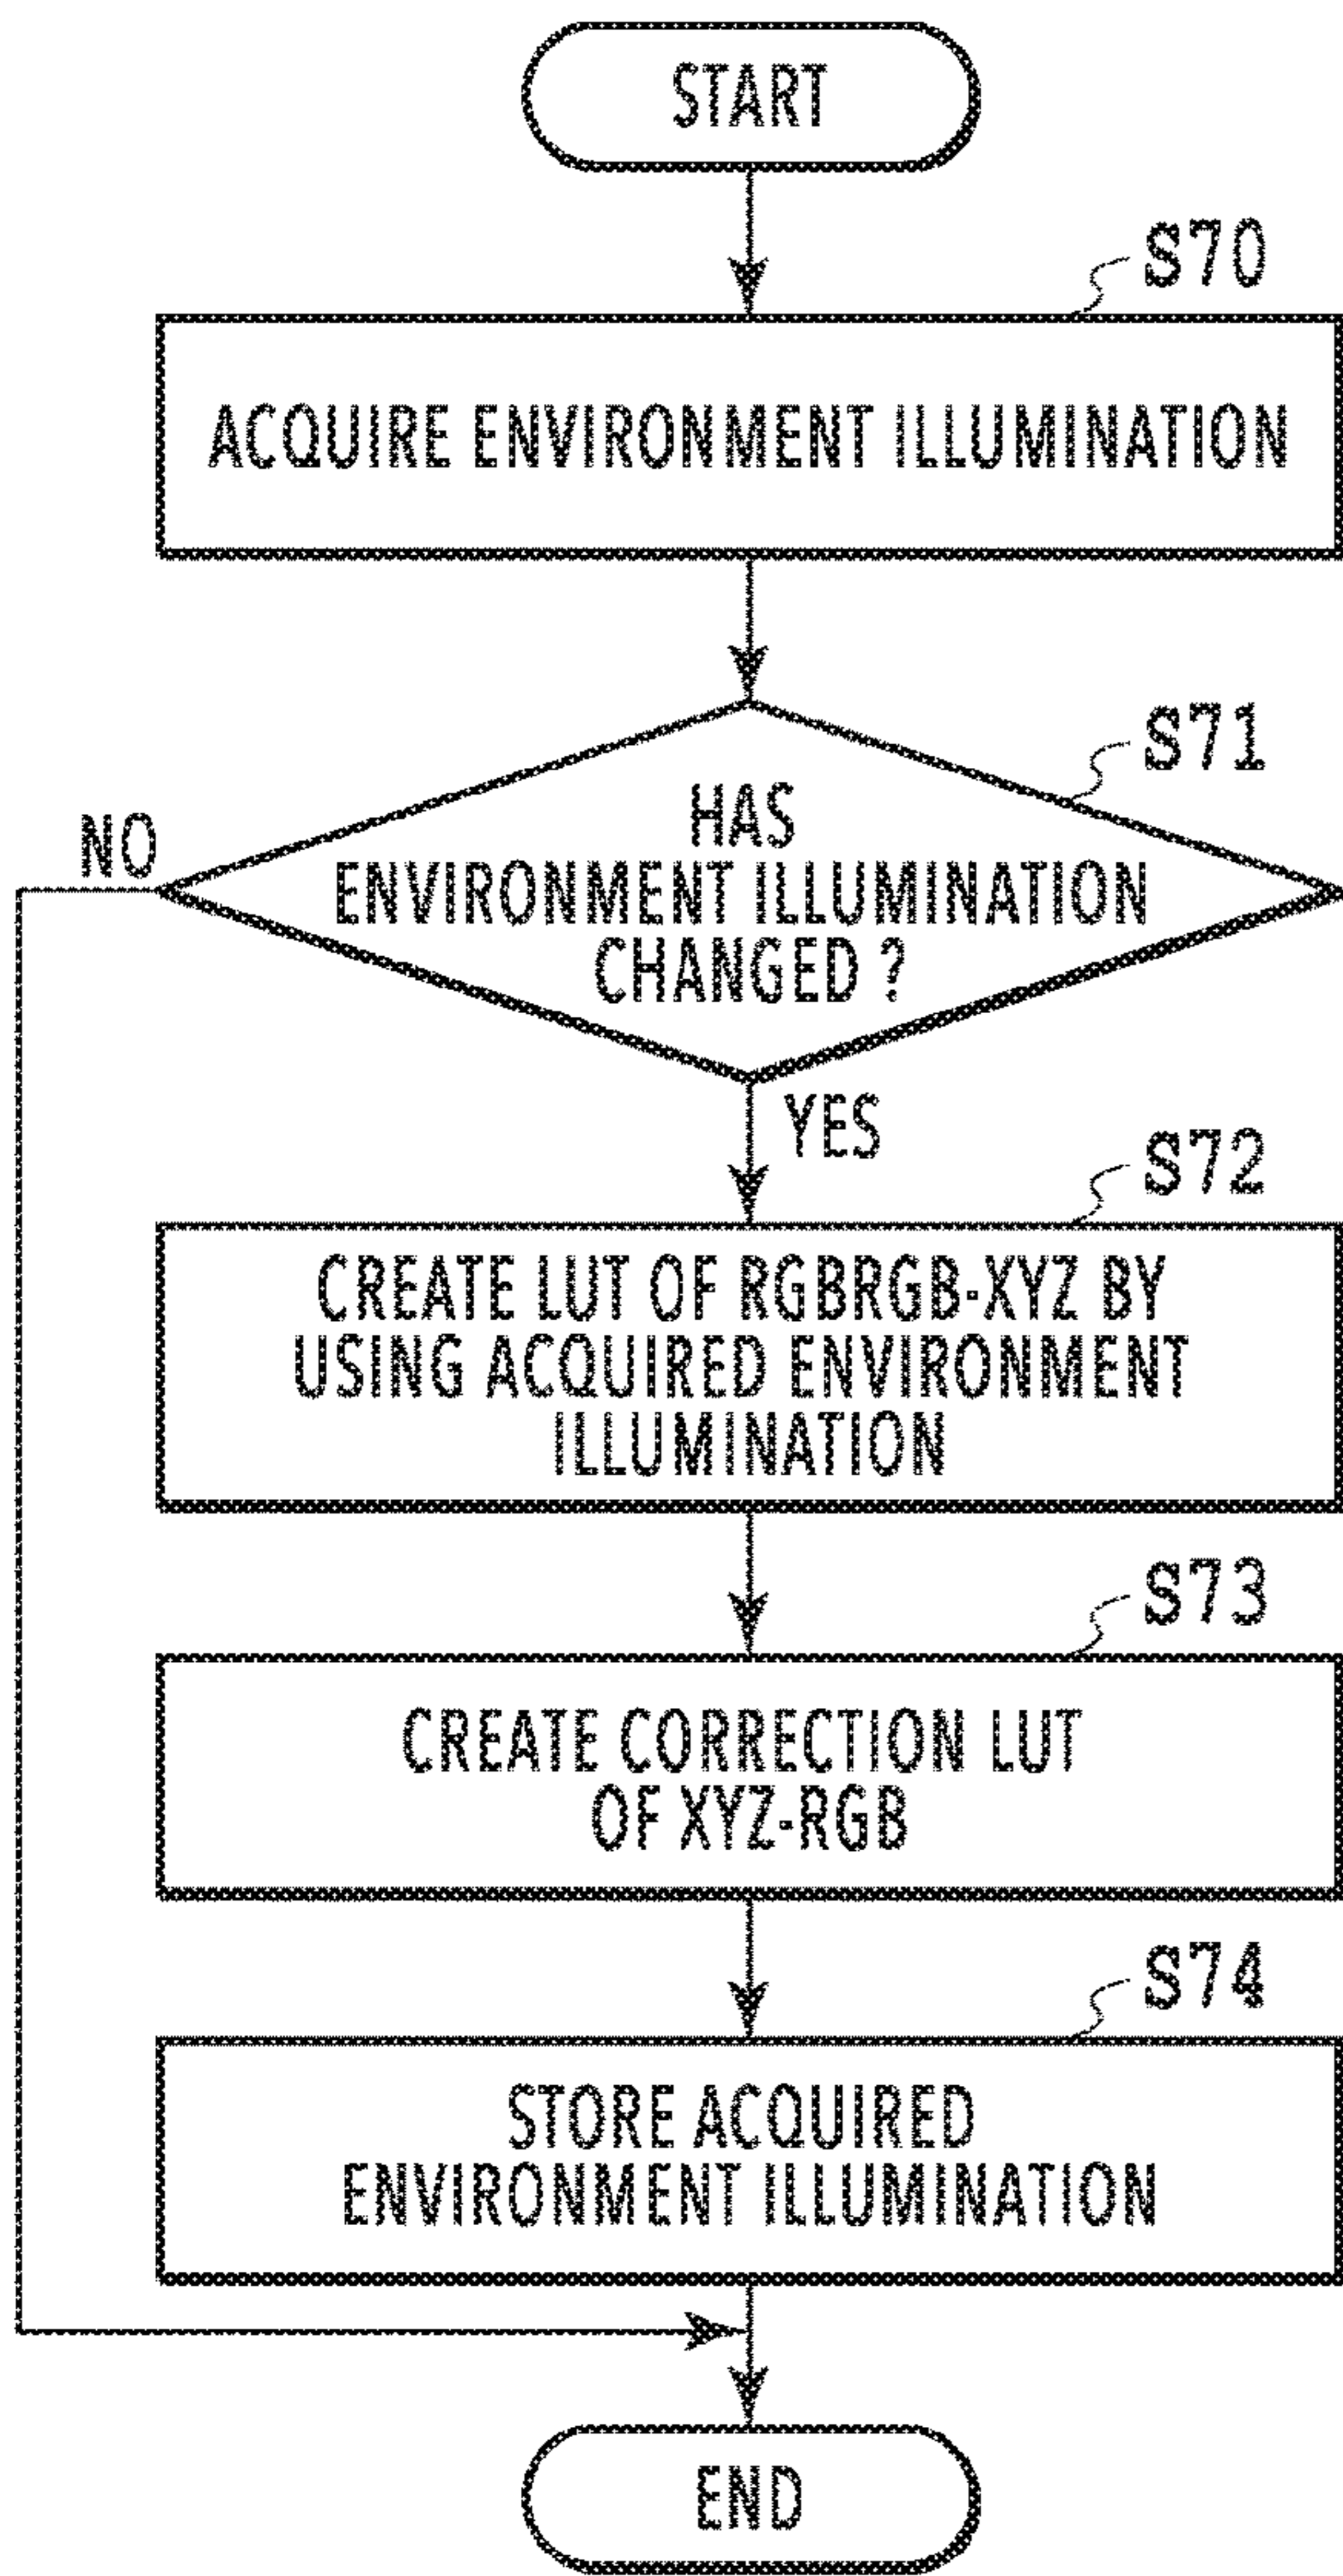 START
S70
ACQUIRE ENVIRONMENT ILLUMINATION
S71
NO
HAS
ENVIRONMENT ILLUMINATION
CHANGED ?
YES
S72
CREATE LUT OF RGBRGB-XYZ BY
USING ACQUIRED ENVIRONMENT
ILLUMINATION
S73
CREATE CORRECTION LUT
OF XYZ-RGB
S74
STORE ACQUIRED
ENVIRONMENT ILLUMINATION
END